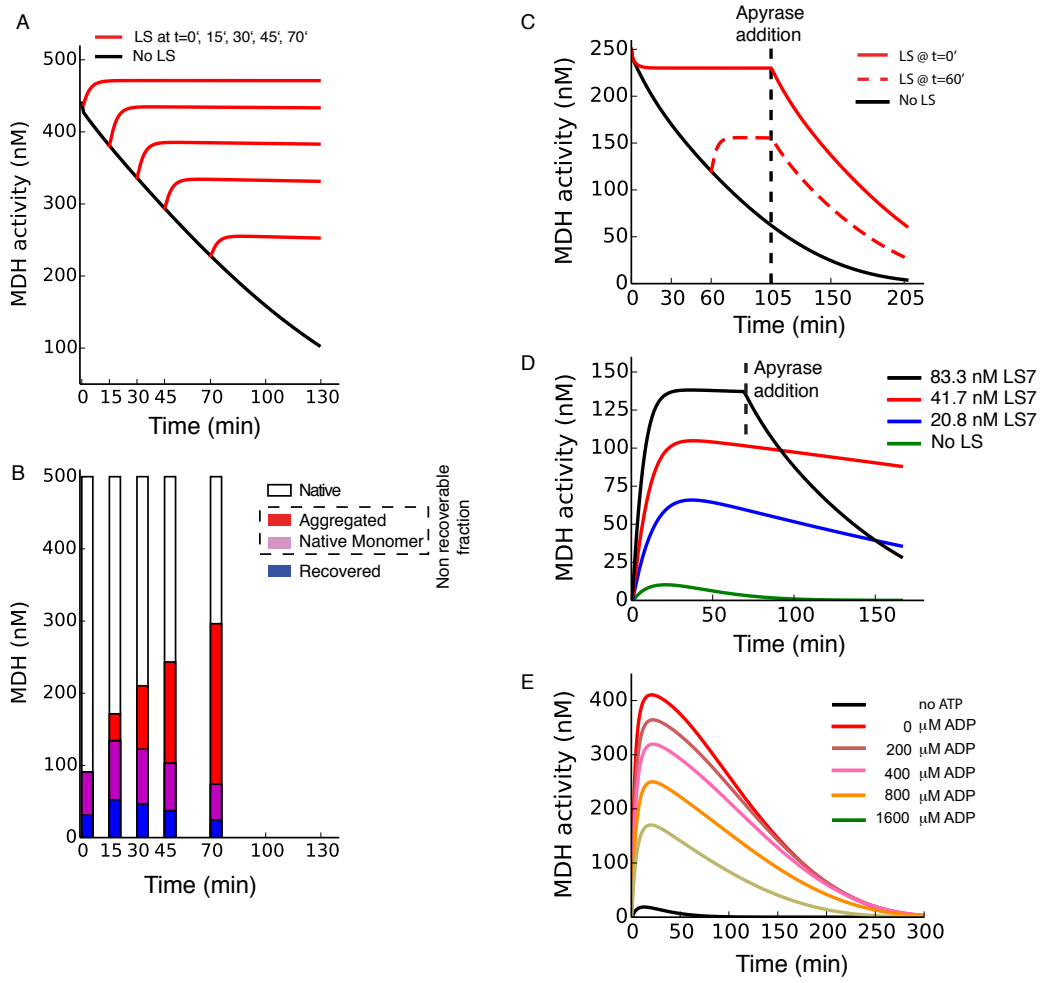 A
LS at t=0‘, 15‘, 30‘, 45‘, 70‘
No LS
500
400
300
200
100
0 15 30 45 70 100 130
MDH activity (nM)
Time (min)
B
500
400
300
200
100
0
0 15 30 45 70 100 130
MDH (nM)
Time (min)
Native
Aggregated
Native Monomer
Recovered
Non recoverable
fraction
C
Apyrase
addition
LS @ t=0‘
LS @ t=60‘
No LS
250
200
150
100
50
0
0 30 60 105 150 205
MDH activity (nM)
Time (min)
D
Apyrase
addition
83.3 nM LS7
41.7 nM LS7
20.8 nM LS7
No LS
150
125
100
75
50
25
0
0 50 100 150
MDH activity (nM)
Time (min)
E
no ATP
0 μM ADP
200 μM ADP
400 μM ADP
800 μM ADP
1600 μM ADP
400
300
200
100
0
0 50 100 150 200 250 300
MDH activity (nM)
Time (min)